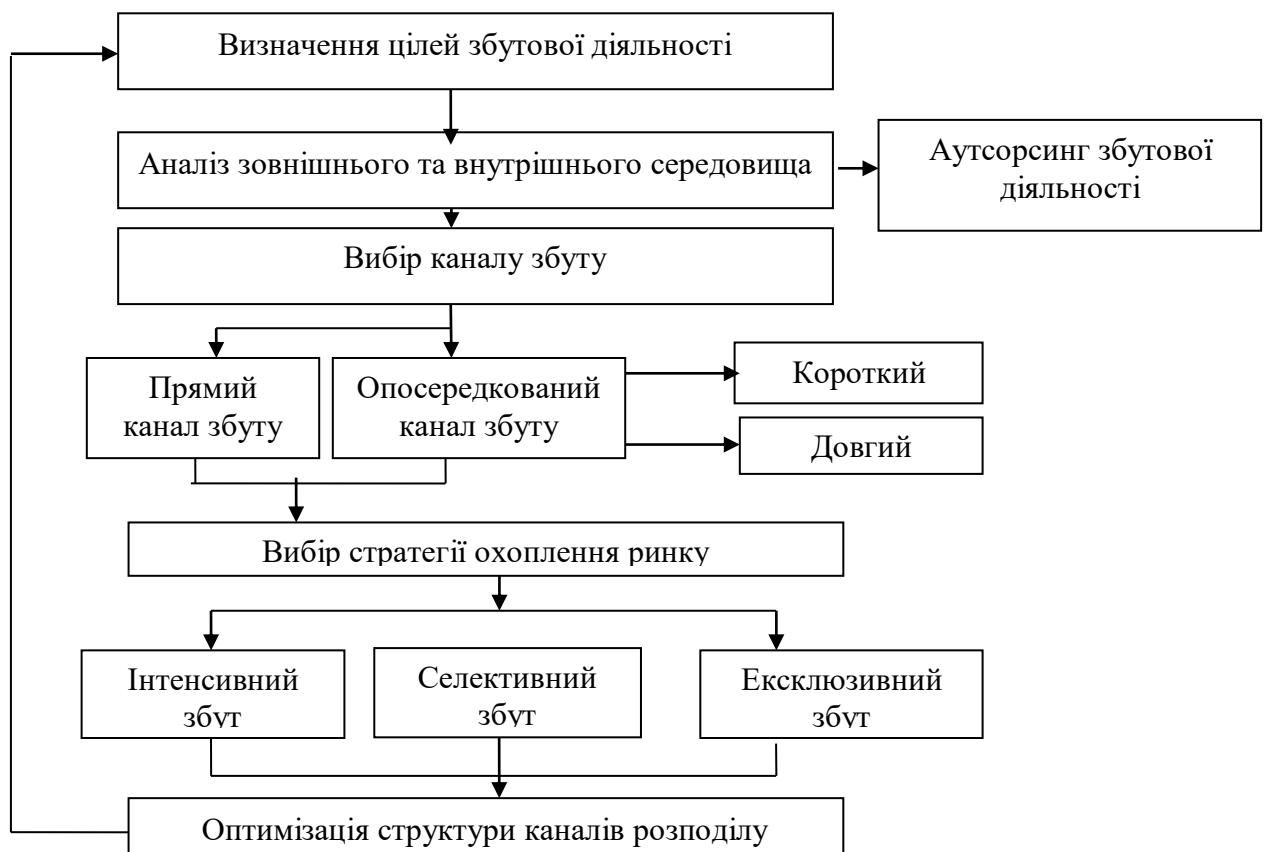 Визначення цілей збутової діяльності
Аналіз зовнішнього та внутрішнього середовища
Аутсорсинг збутової
діяльності
Вибір каналу збуту
Прямий
канал збуту
Опосередкований
канал збуту
Короткий
Довгий
Вибір стратегії охоплення ринку
Інтенсивний
збут
Селективний
збут
Ексклюзивний
збут
Оптимізація структури каналів розподілу